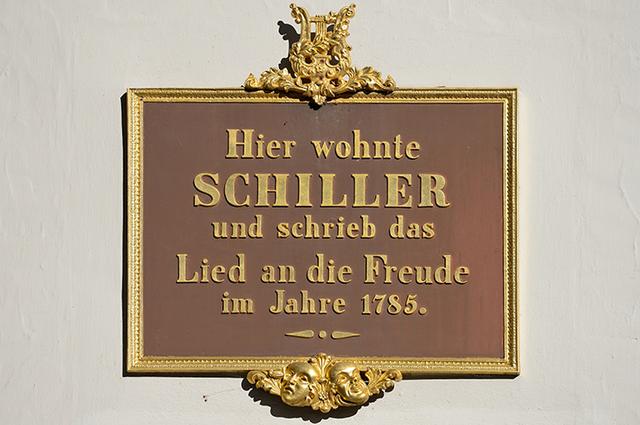 Hier wohnte
SCHILLER
und schrieb das
Lied an die Freude
im Jahre 1785.